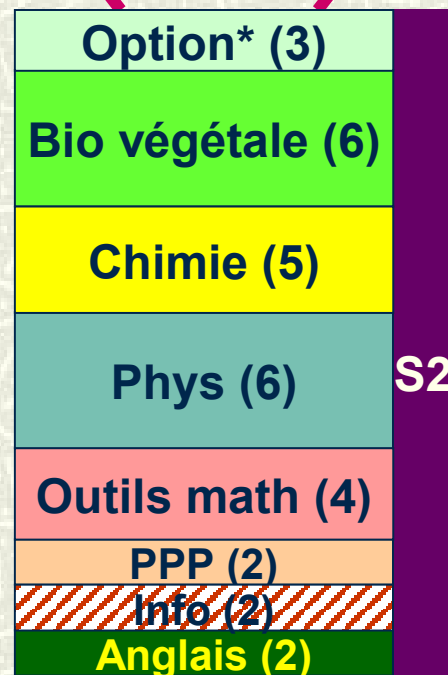 Option* (3)
Bio végétale (6)
Chimie (5)
Phys (6)
S2
Outils math (4)
PPP (2)
Info (2)
Anglais (2)